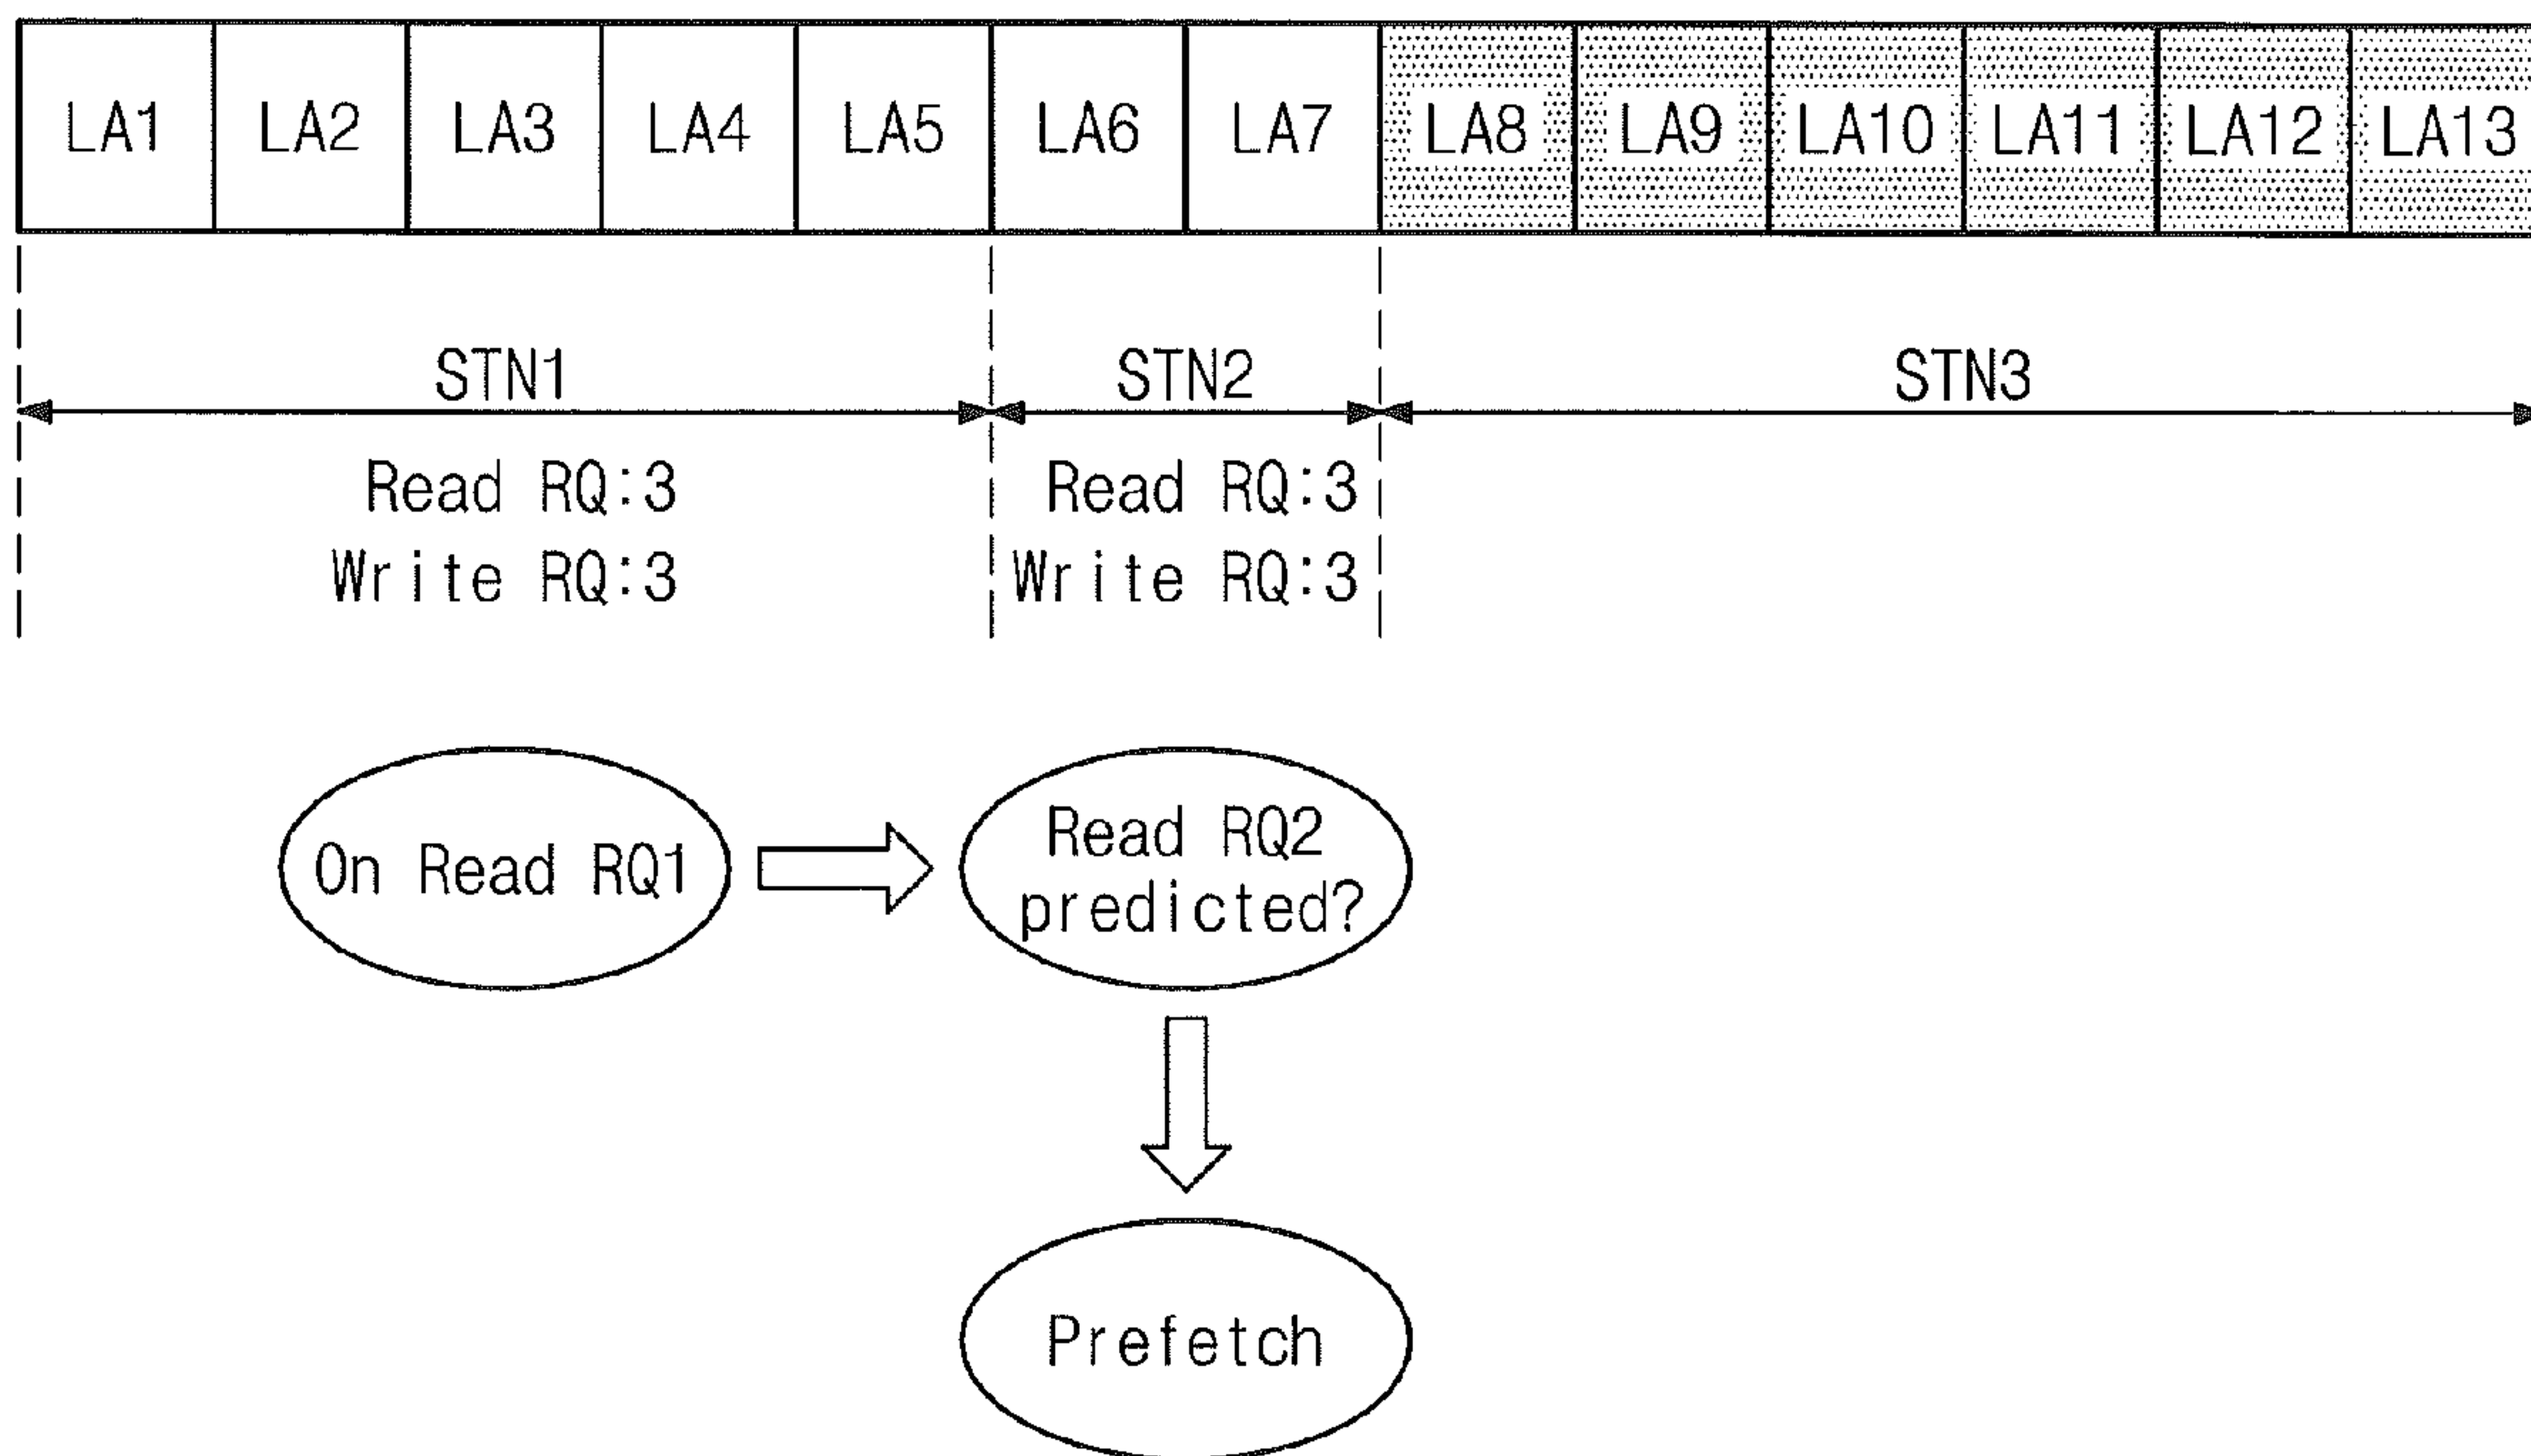 LA1 LA2 LA3 LA4 LA5 LA6 LA7 LA8 LA9 LA10 LA11 LA12 LA13
STN1 STN2 STN3
Read RQ:3 Read RQ:3
Write RQ:3 Write RQ:3
On Read RQ1
Read RQ2
predicted?
Prefetch